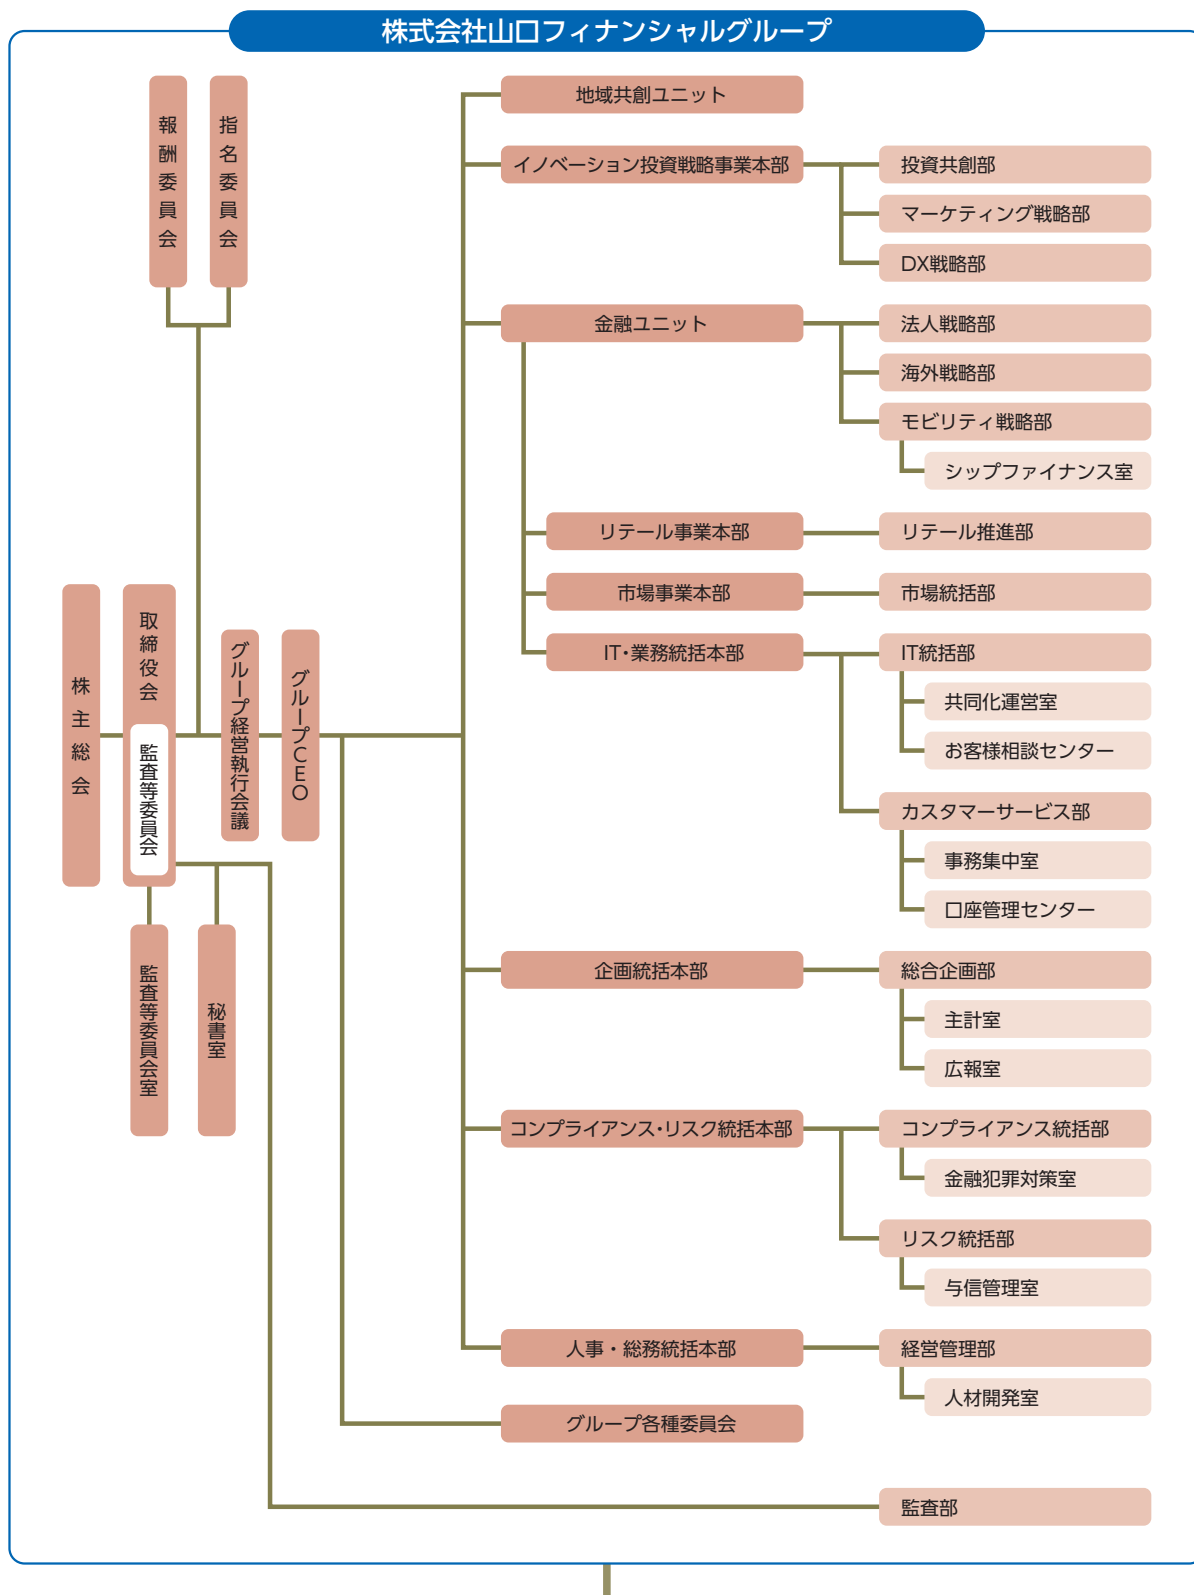 株式会社山口フィナンシャルグループ
報酬委員会
指名委員会
株主総会
取締役会
監査等委員会
監査等委員会室
秘書室
グループ経営執行会議
グループCEO
地域共創ユニット
イノベーション投資戦略事業本部
投資共創部
マーケティング戦略部
DX戦略部
金融ユニット
法人戦略部
海外戦略部
モビリティ戦略部
シップファイナンス室
リテール事業本部
リテール推進部
市場事業本部
市場統括部
IT・業務統括本部
IT統括部
共同化運営室
お客様相談センター
カスタマーサービス部
事務集中室
口座管理センター
企画統括本部
総合企画部
主計室
広報室
コンプライアンス・リスク統括本部
コンプライアンス統括部
金融犯罪対策室
リスク統括部
与信管理室
人事・総務統括本部
経営管理部
人材開発室
グループ各種委員会
監査部